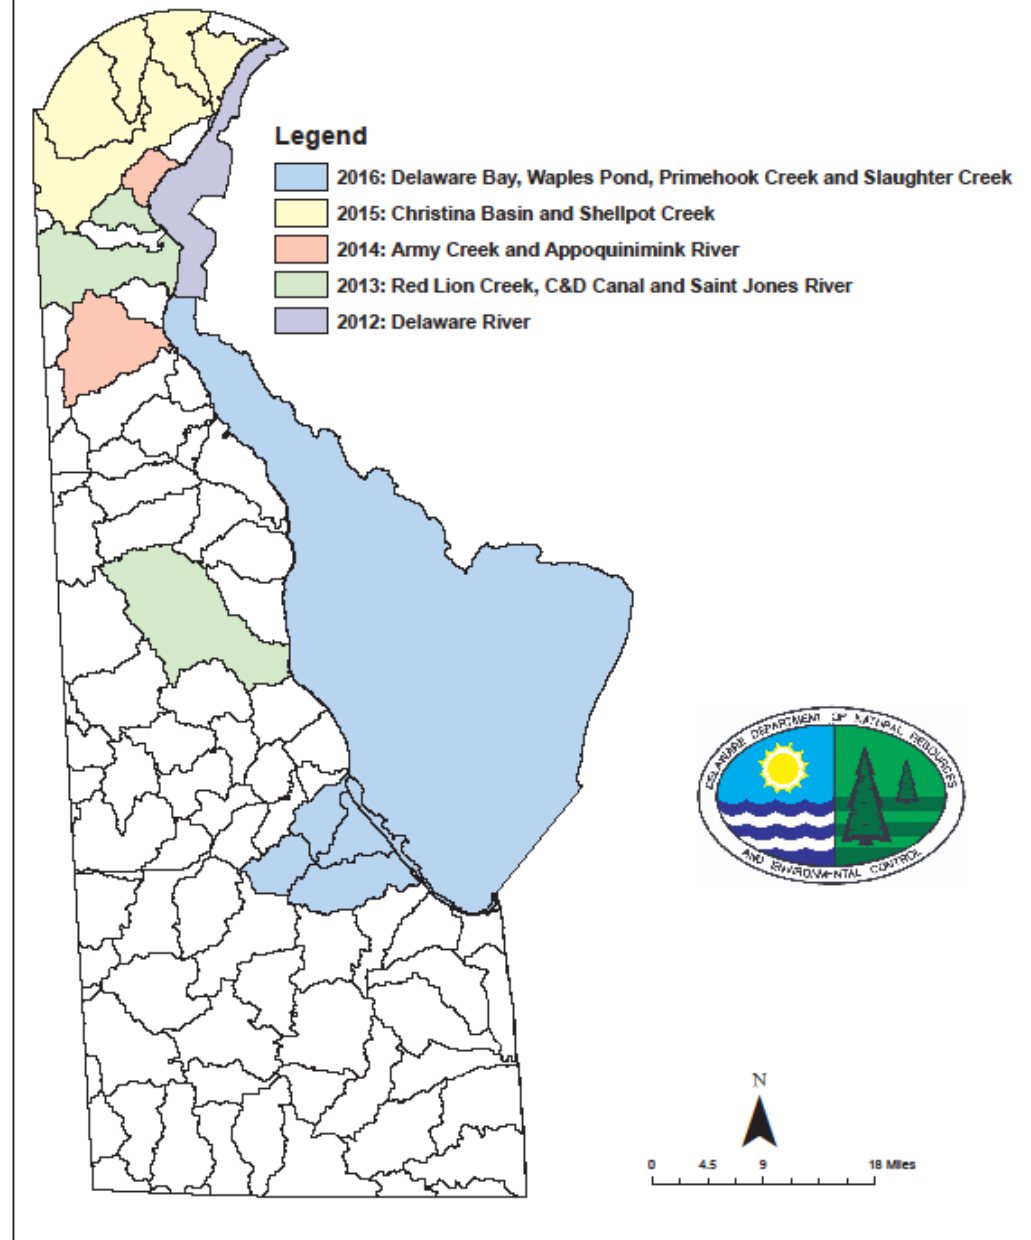 Legend
2016: Delaware Bay, Waples Pond, Primehook Creek and Slaughter Creek
2015: Christina Basin and Shellpot Creek
2014: Army Creek and Appoquinimink River
2013: Red Lion Creek, C&D Canal and Saint Jones River
2012: Delaware River
DELAWARE DEPARTMENT OF NATURAL RESOURCES
AND ENVIRONMENTAL CONTROL
N
0 4.5 9 18 Miles